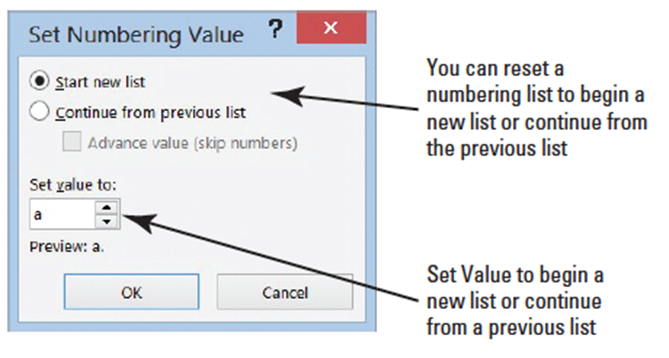 Set Numbering Value ?
Start new list
Continue from previous list
Advance value (skip numbers)
Set value to:
a
Preview: a.
OK Cancel
You can reset a
numbering list to begin a
new list or continue from
the previous list
Set Value to begin a
new list or continue
from a previous list